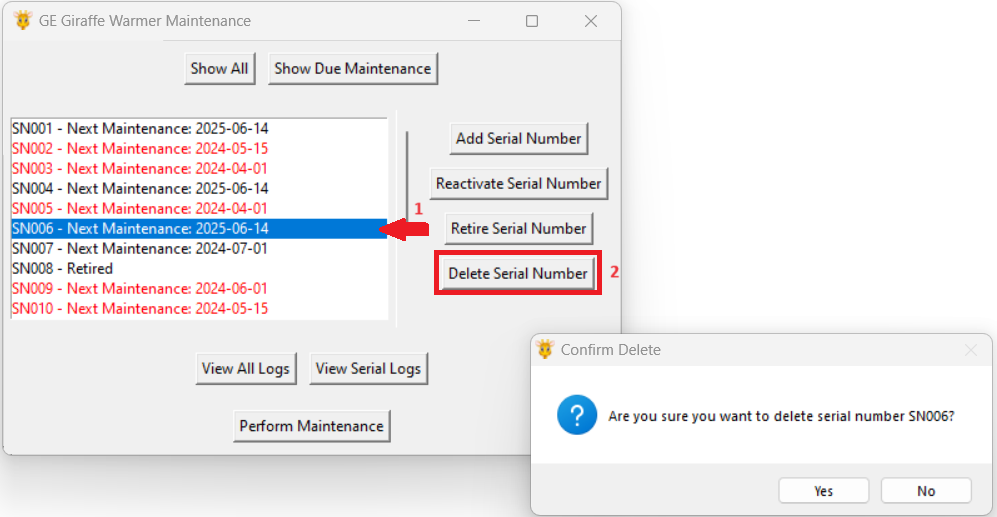 GE Giraffe Warmer Maintenance
Show All
Show Due Maintenance
SN001 - Next Maintenance: 2025-06-14
SN002 - Next Maintenance: 2024-05-15
SN003 - Next Maintenance: 2024-04-01
SN004 - Next Maintenance: 2025-06-14
SN005 - Next Maintenance: 2024-04-01
SN006 - Next Maintenance: 2025-06-14
SN007 - Next Maintenance: 2024-07-01
SN008 - Retired
SN009 - Next Maintenance: 2024-06-01
SN010 - Next Maintenance: 2024-05-15
1
Add Serial Number
Reactivate Serial Number
Retire Serial Number
Delete Serial Number
2
View All Logs
View Serial Logs
Perform Maintenance
Confirm Delete
?
Are you sure you want to delete serial number SN006?
Yes
No